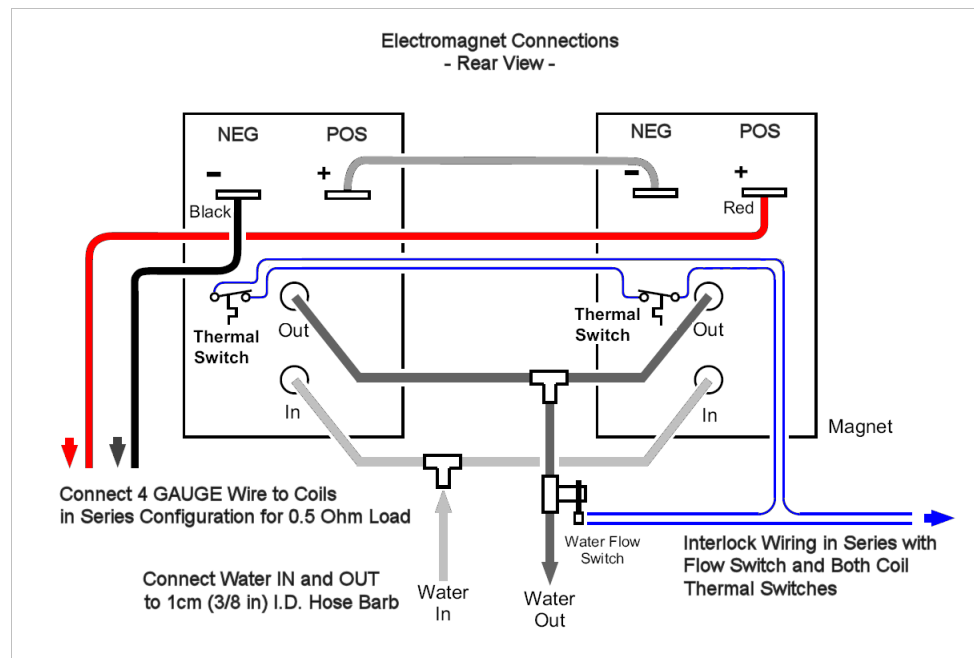 Electromagnet Connections
- Rear View -
NEG
POS
NEG
POS
-
+
-
+
Black
Red
Thermal
Switch
Out
Thermal
Switch
Out
In
In
Magnet
Connect 4 GAUGE Wire to Coils
in Series Configuration for 0.5 Ohm Load
Water Flow
Switch
Interlock Wiring in Series with
Flow Switch and Both Coil
Thermal Switches
Connect Water IN and OUT
to 1cm (3/8 in) I.D. Hose Barb
Water
In
Water
Out